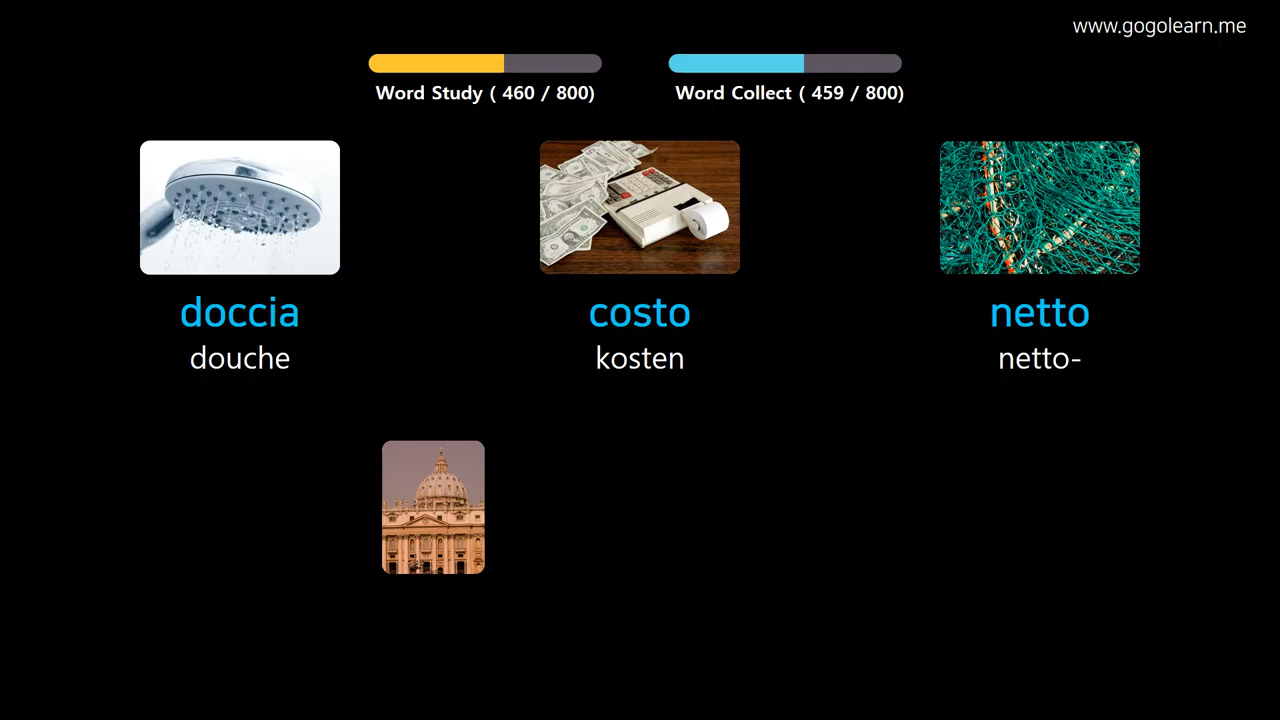 www.gogolearn.me
Word Study ( 460 / 800)
Word Collect ( 459 / 800)
doccia
costo
netto
douche
kosten
netto-